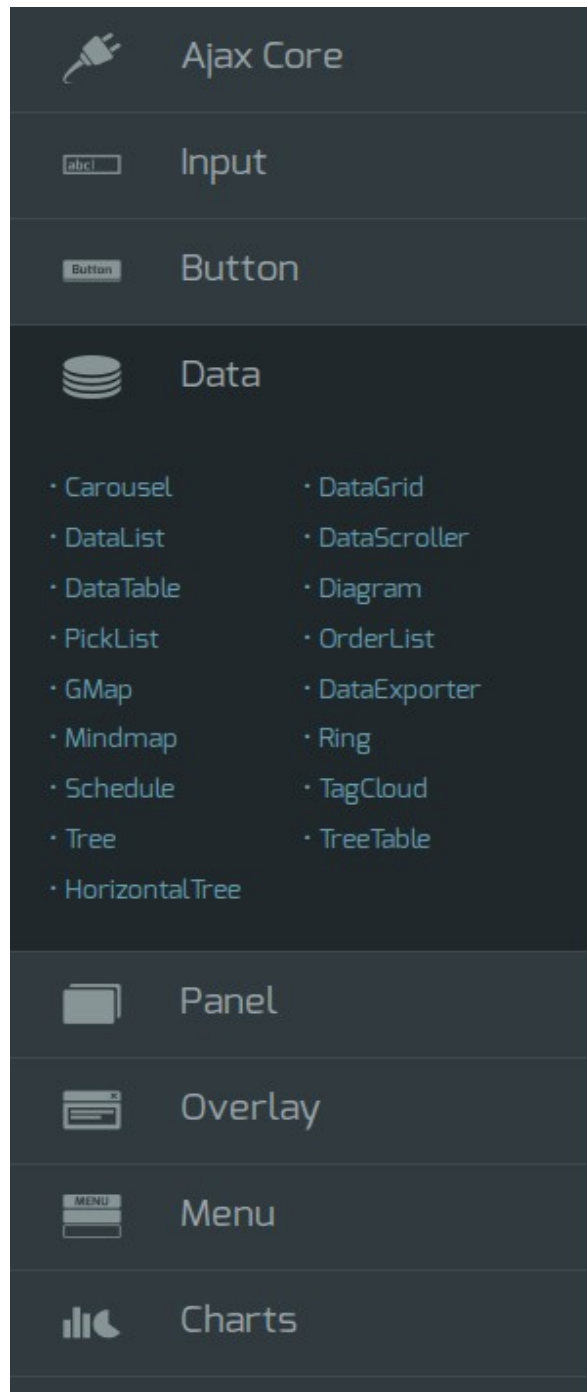 Ajax Core
abc|
Input
Button
Button
Data
· Carousel · DataGrid
· DataList · DataScroller
· DataTable · Diagram
· PickList · OrderList
· GMap · DataExporter
· Mindmap · Ring
· Schedule · TagCloud
· Tree · TreeTable
· HorizontalTree
Panel
Overlay
MENU
Menu
Charts